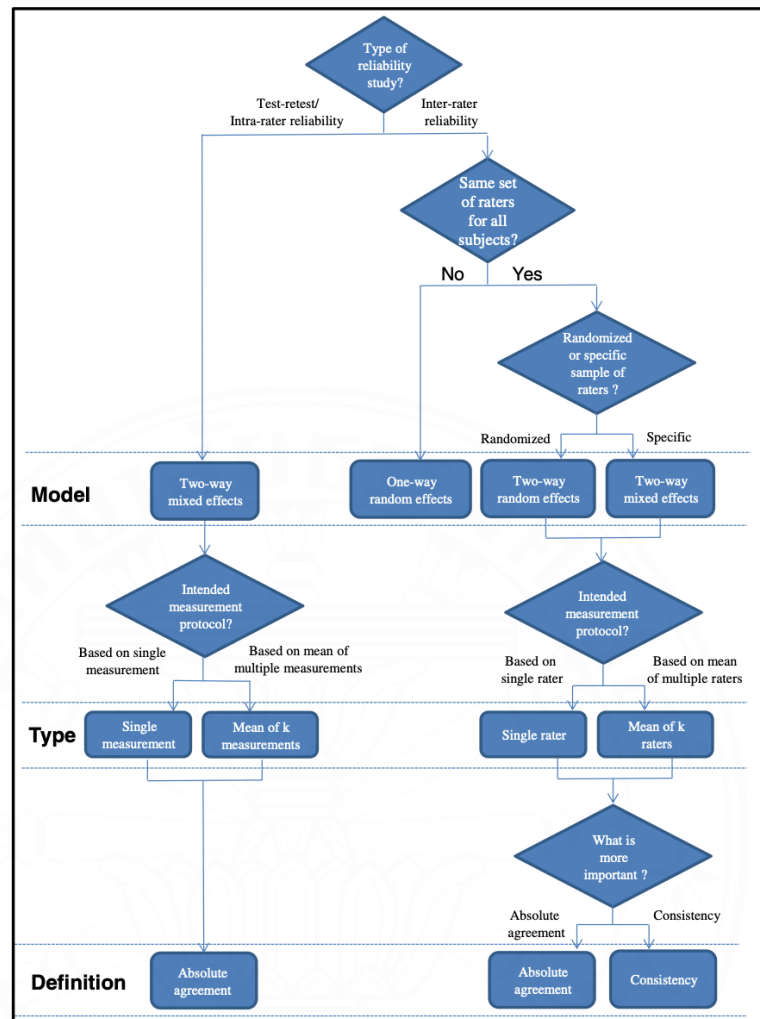 Type of
reliability
study?
Test-retest/
Intra-rater reliability
Inter-rater
reliability
Same set
of raters
for all
subjects?
No
Yes
Randomized
or specific
sample of
raters ?
Randomized
Specific
Model
Two-way
mixed effects
One-way
random effects
Two-way
random effects
Two-way
mixed effects
Intended
measurement
protocol?
Intended
measurement
protocol?
Based on single
measurement
Based on mean of
multiple measurements
Based on
single rater
Based on mean
of multiple raters
Type
Single
measurement
Mean of k
measurements
Single rater
Mean of k
raters
What is
more
important ?
Absolute
agreement
Consistency
Definition
Absolute
agreement
Absolute
agreement
Consistency